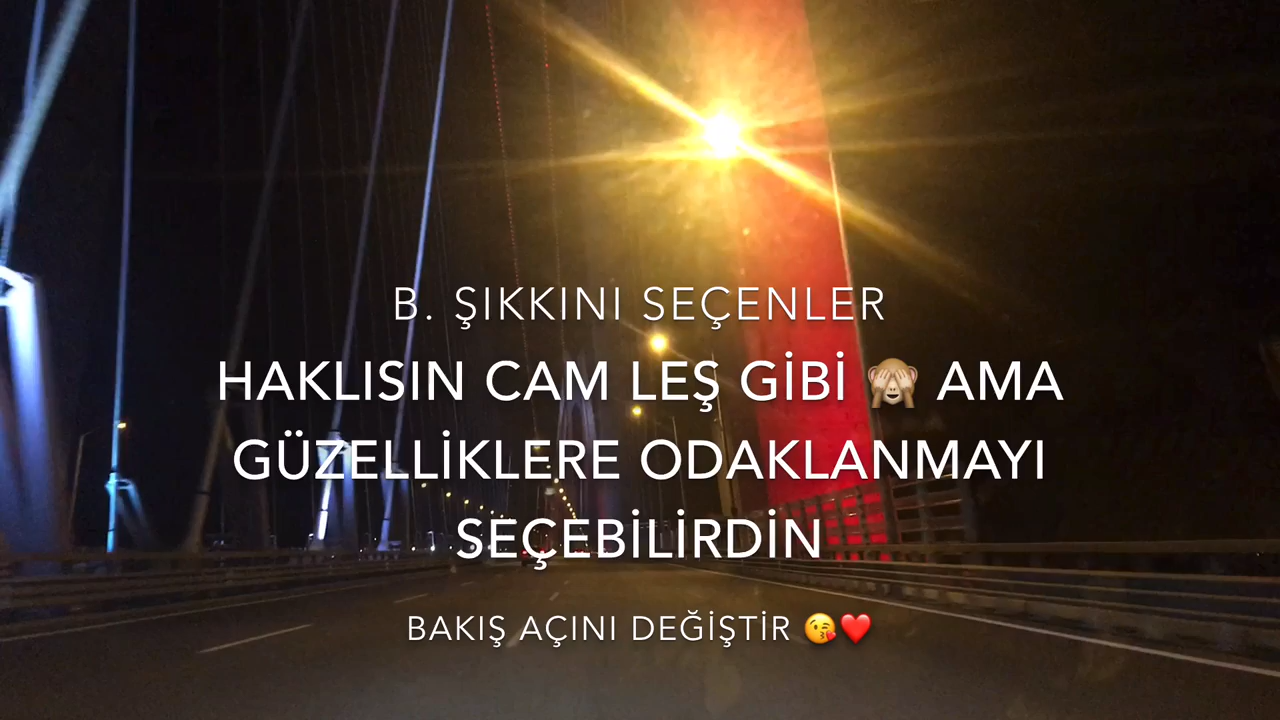 B. ŞIKKINI SEÇENLER
HAKLISIN CAM LEŞ GİBİ 🙈 AMA
GÜZELLİKLERE ODAKLANMAYI
SEÇEBİLİRDİN
BAKIŞ AÇINI DEĞİŞTİR 😘❤️